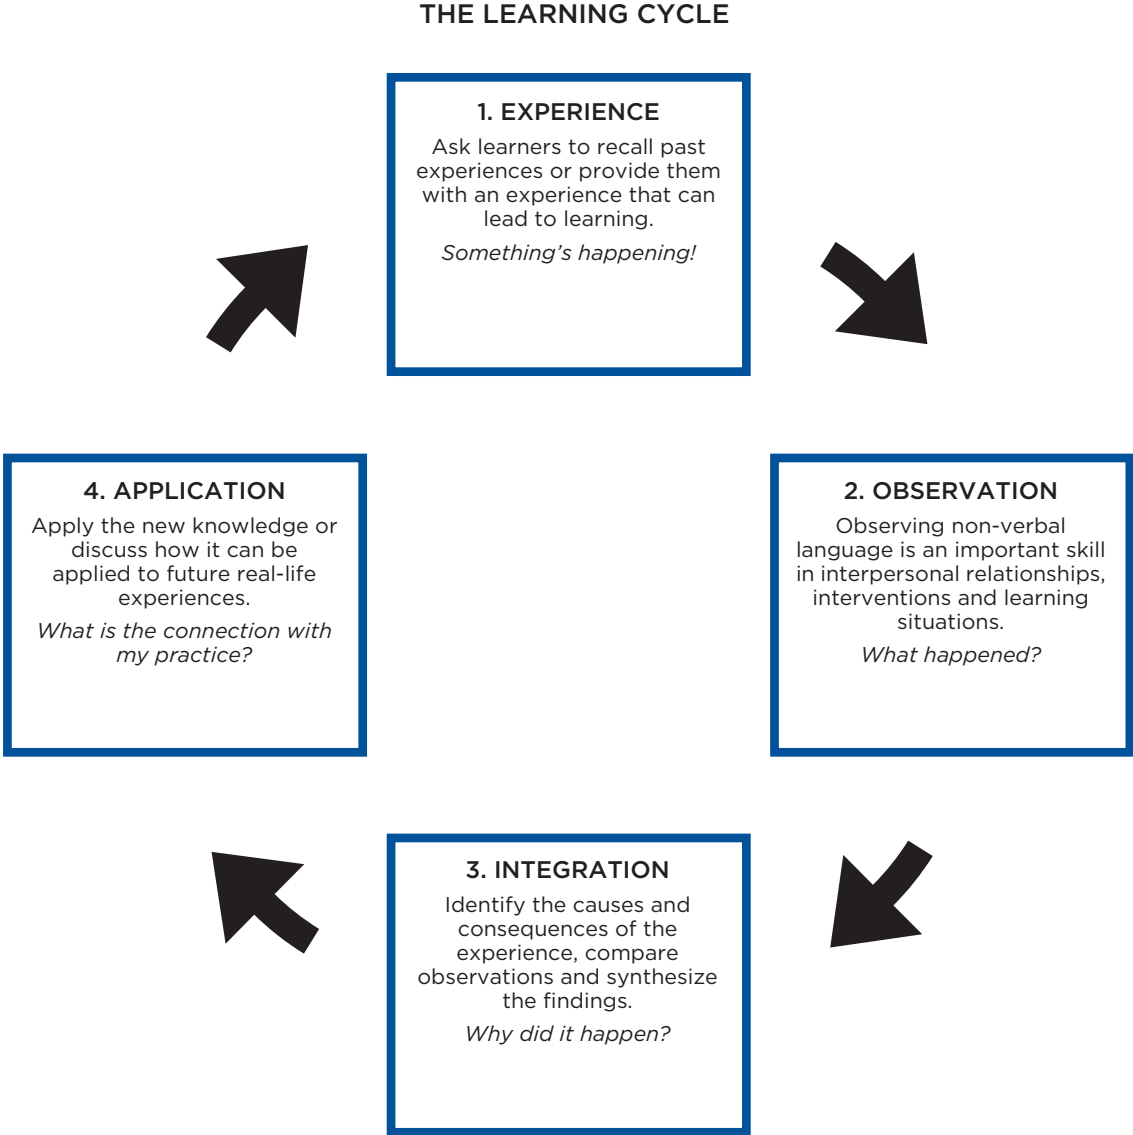 THE LEARNING CYCLE
1. EXPERIENCE
Ask learners to recall past
experiences or provide them
with an experience that can
lead to learning.
Something's happening!
2. OBSERVATION
Observing non-verbal
language is an important skill
in interpersonal relationships,
interventions and learning
situations.
What happened?
3. INTEGRATION
Identify the causes and
consequences of the
experience, compare
observations and synthesize
the findings.
Why did it happen?
4. APPLICATION
Apply the new knowledge or
discuss how it can be
applied to future real-life
experiences.
What is the connection with
my practice?